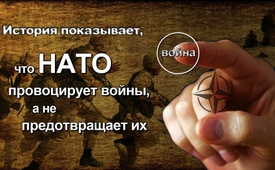 История показывает,
война
что НАТО
провоцирует войны,
а не
предотвращает их